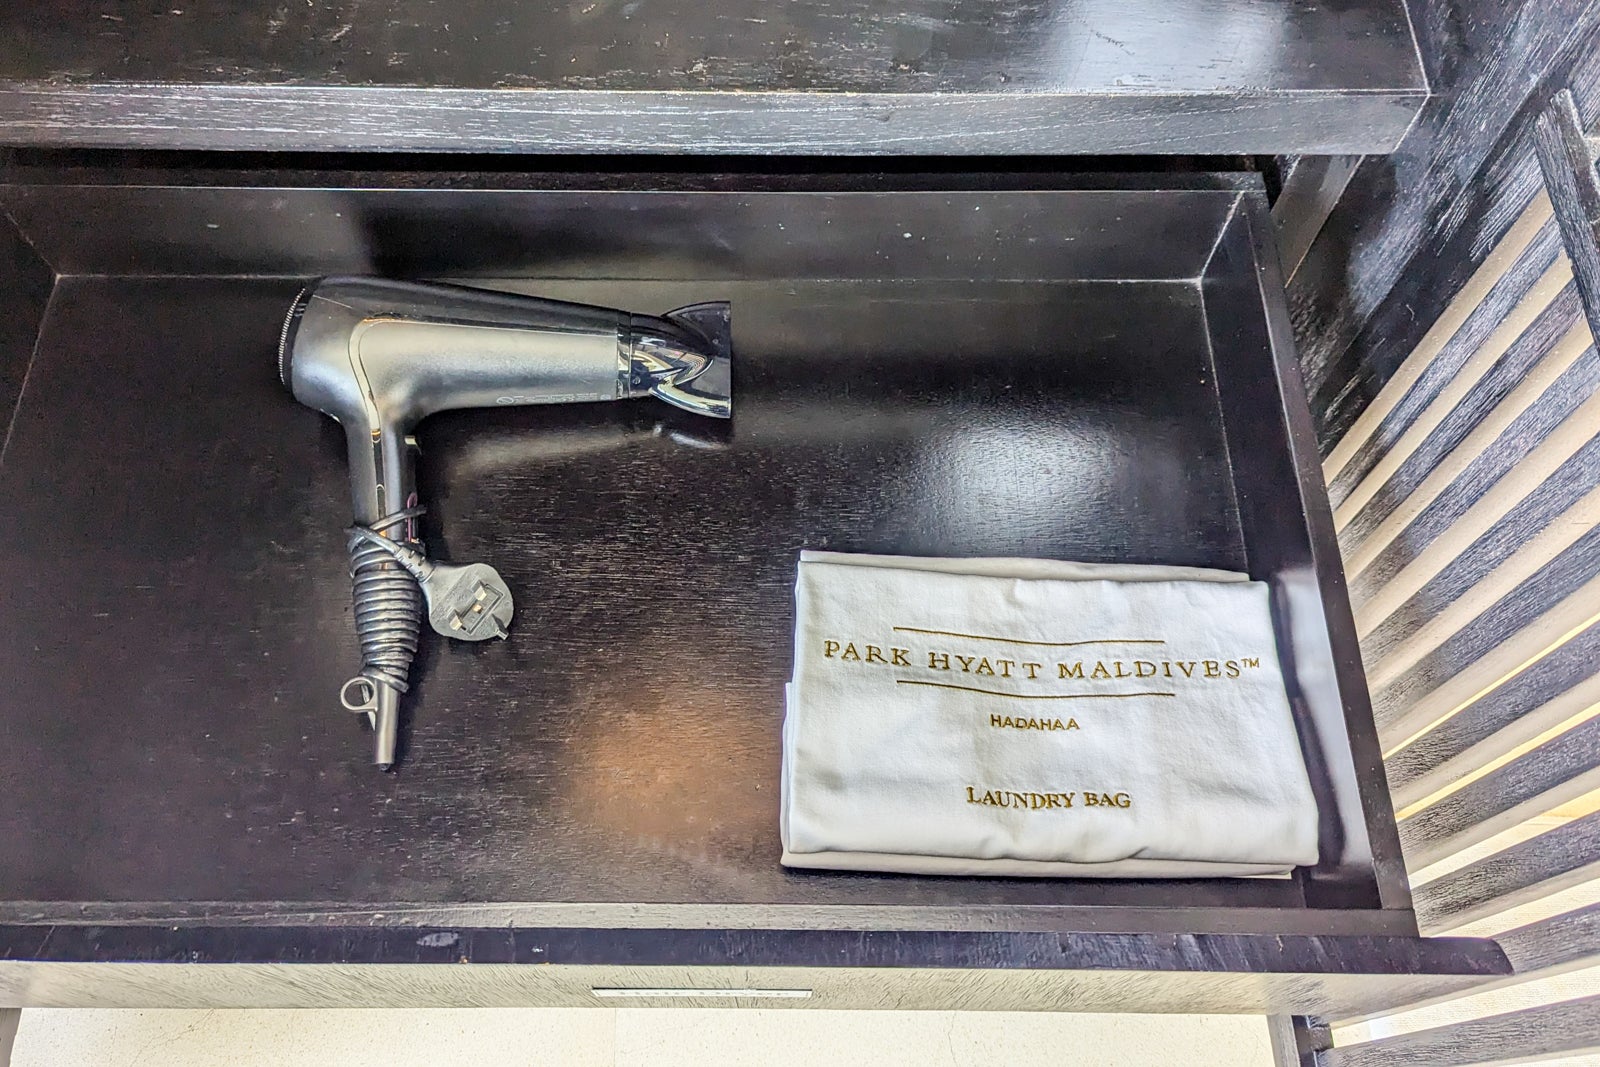 PARK HYATT MALDIVES™
HADAHAA
LAUNDRY BAG